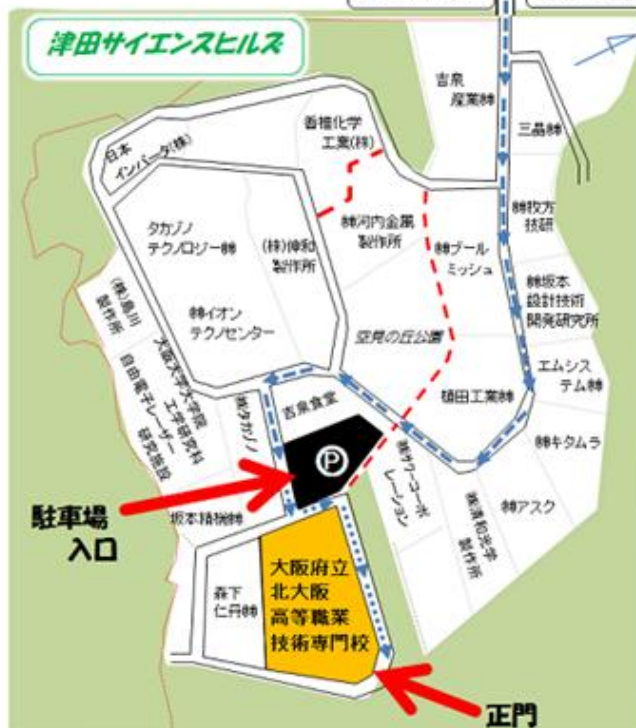 津田サイエンスヒルズ
吉泉
産業㈱
三晶㈱
香椎化学
工業(株)
日本
インバータ(株)
㈱河内金属
製作所
㈱枚方
技研
タカゾノ
テクノロジー㈱
(株)伸和
製作所
㈱ブール
ミッシュ
㈱坂本
設計技術
開発研究所
(株)島川
製作所
㈱イオン
テクノセンター
空見の丘公園
エムシス
テム㈱
大阪大学大学院
工学研究科
自由電子レーザー
研究施設
㈱タカゾノ
吉泉食堂
植田工業㈱
㈱キタムラ
P
㈱サワーコーポ
レーション
㈱清和光学
製作所
㈱アスク
駐車場
入口
坂本精機㈱
森下
仁丹㈱
大阪府立
北大阪
高等職業
技術専門校
正門